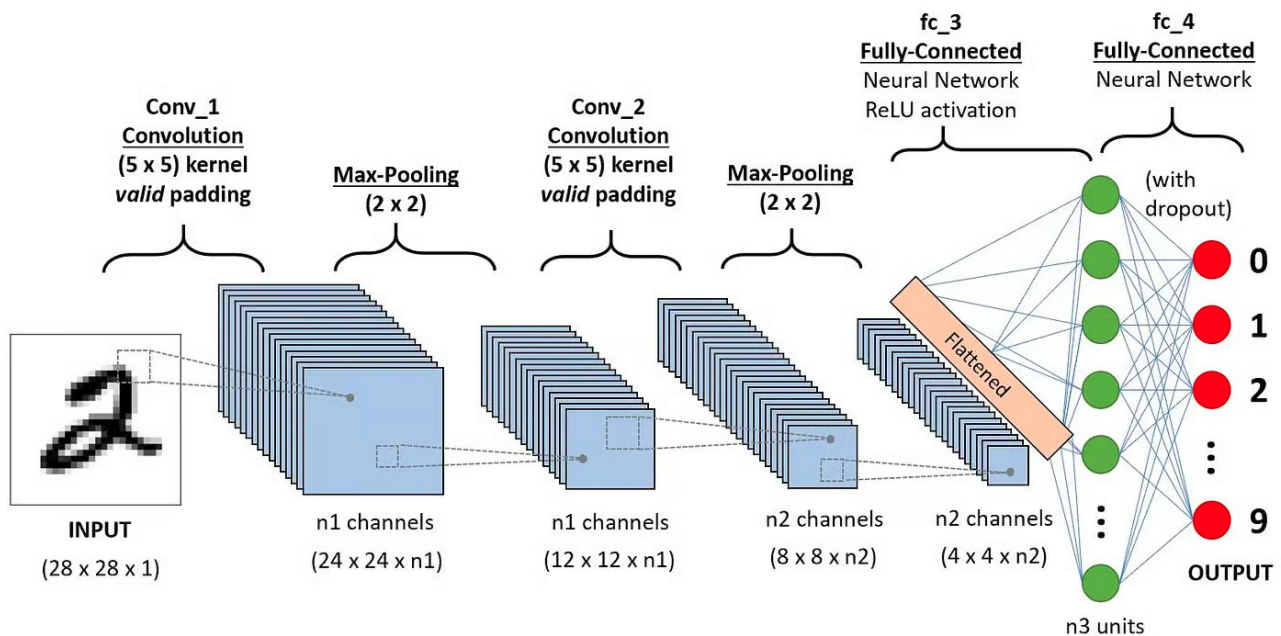 Conv_1
Convolution
(5 x 5) kernel
valid padding
Max-Pooling
(2 x 2)
Conv_2
Convolution
(5 x 5) kernel
valid padding
Max-Pooling
(2 x 2)
fc_3
Fully-Connected
Neural Network
ReLU activation
fc_4
Fully-Connected
Neural Network
(with
dropout)
Flattened
0
1
2
9
2
INPUT
(28 x 28 x 1)
n1 channels
(24 x 24 x n1)
n1 channels
(12 x 12 x n1)
n2 channels
(8 x 8 x n2)
n2 channels
(4 x 4 x n2)
n3 units
OUTPUT